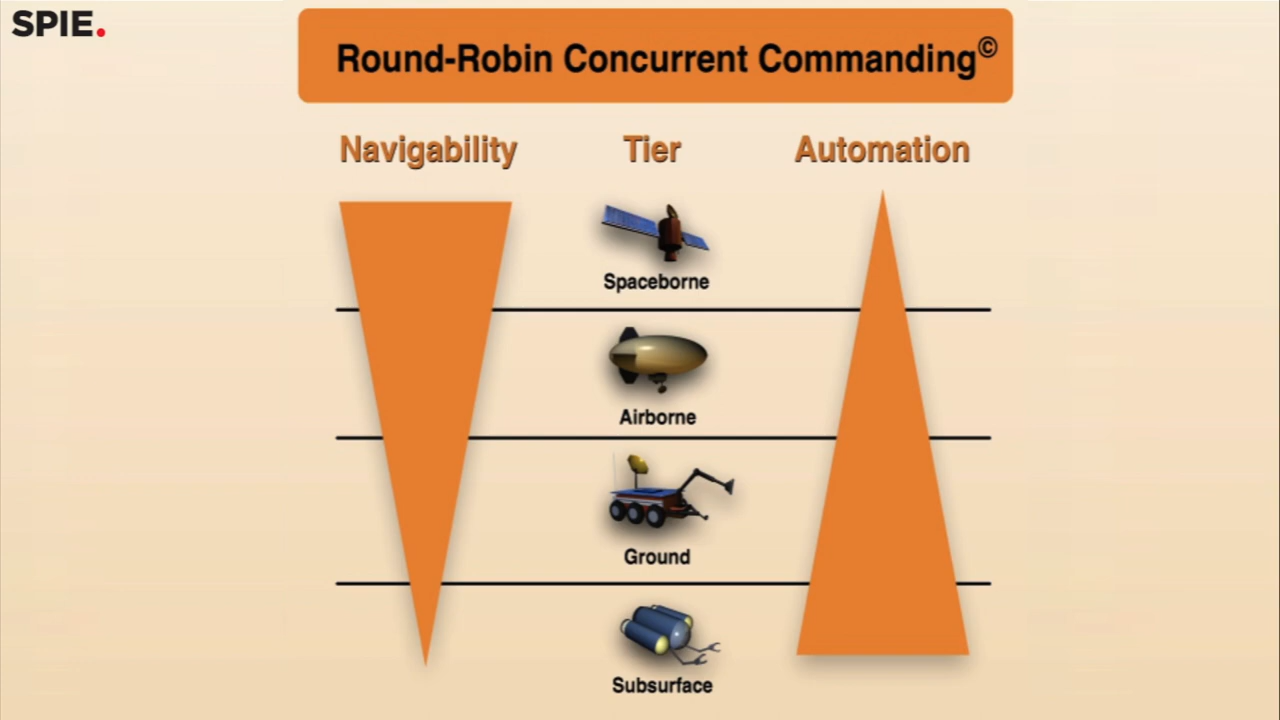 SPIE.
Round-Robin Concurrent Commanding©
Navigability Tier Automation
Spaceborne
Airborne
Ground
Subsurface